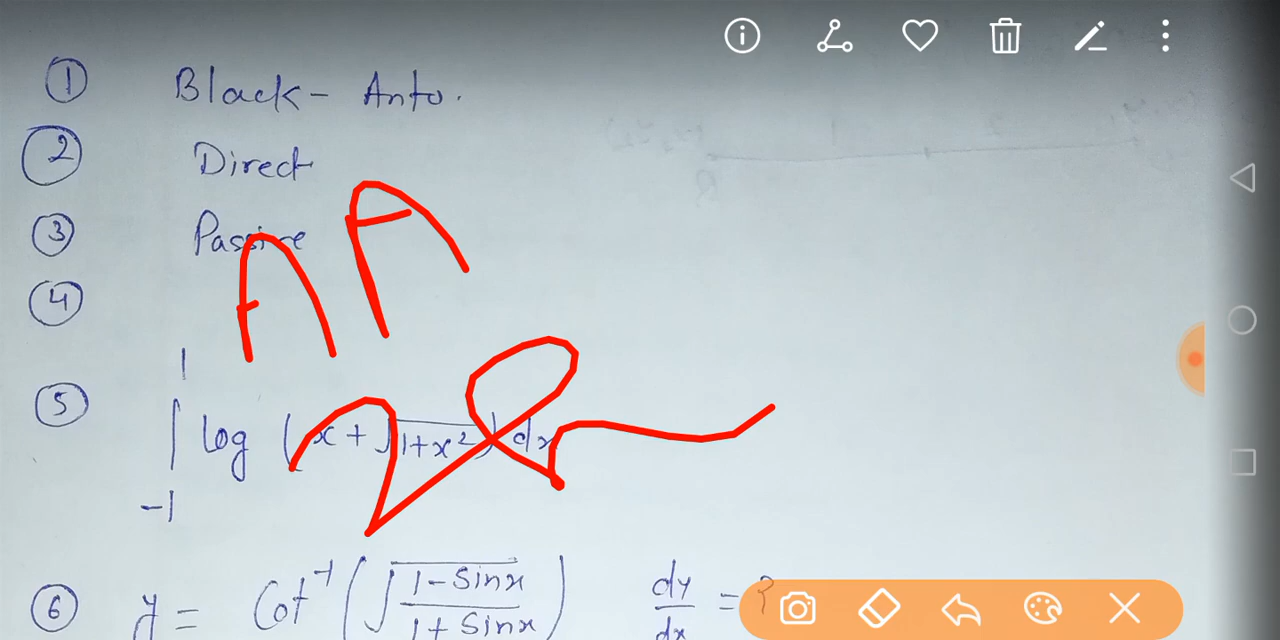 ① Black - Anto.
② Direct
③ Passive
④
⑤ ∫₋₁¹ log (x + √(1+x²)) dx
⑥ y = Cot⁻¹ (√((1 - Sinx)/(1 + Sinx))) dy/dx = ?
AA